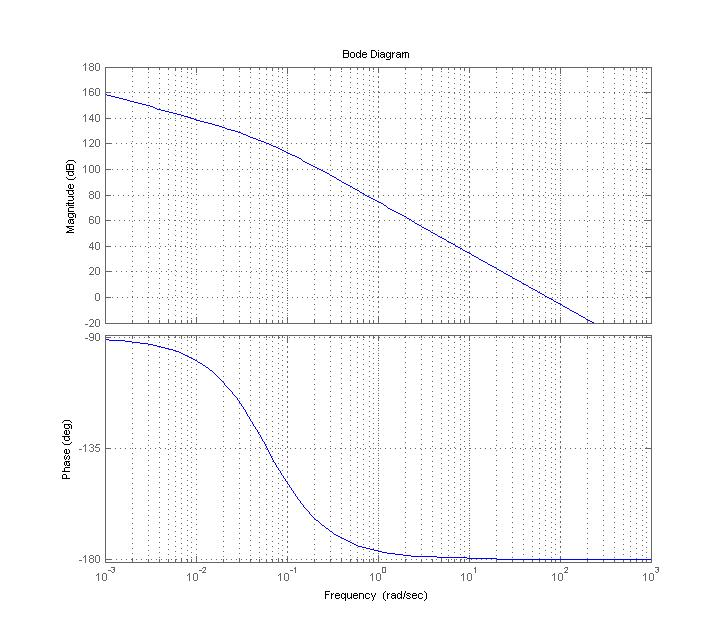 Bode Diagram
180
160
140
120
100
80
60
40
20
0
-20
Magnitude (dB)
-90
-135
-180
Phase (deg)
10^-3 10^-2 10^-1 10^0 10^1 10^2 10^3
Frequency (rad/sec)